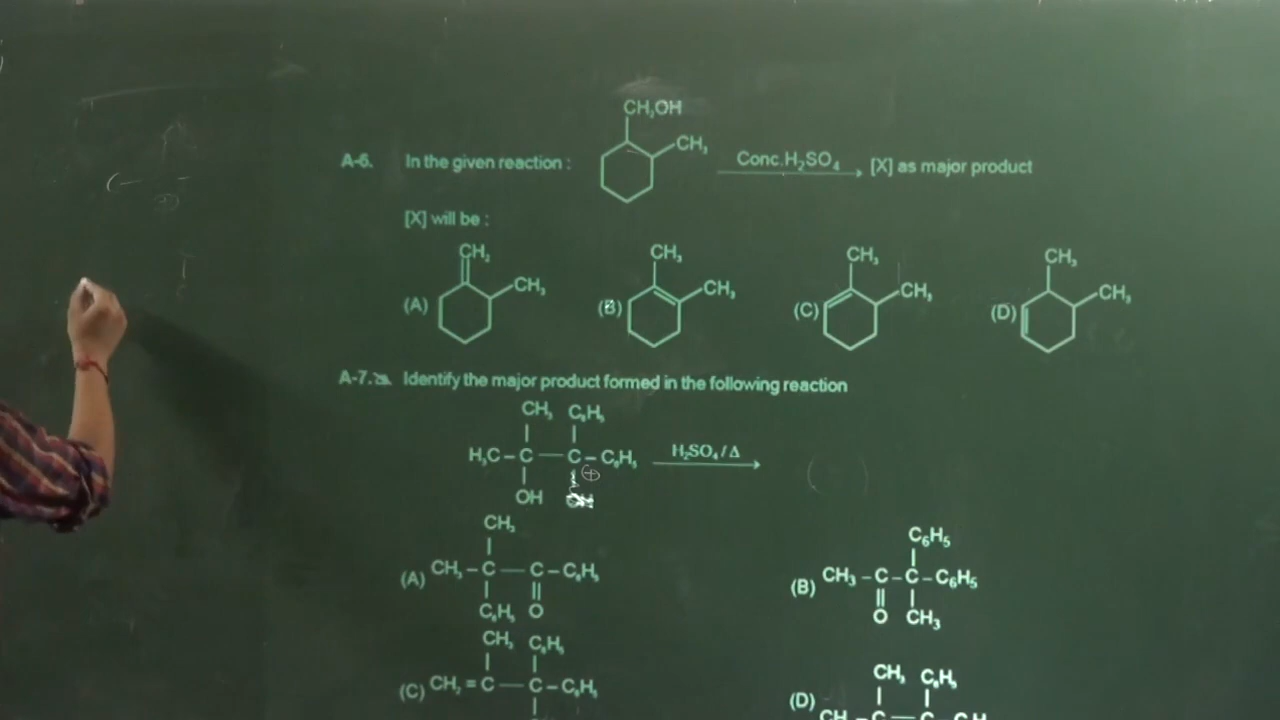 CH₂OH
CH₃
A-6. In the given reaction : Conc.H₂SO₄ [X] as major product
[X] will be :
CH₂ CH₃ CH₃ CH₃
CH₃ CH₃ CH₃ CH₃
(A) (B) (C) (D)
A-7. Identify the major product formed in the following reaction
CH₃ C₆H₅
H₃C–C—C–C₆H₅ H₂SO₄/Δ
⊕
OH
CH₃
(A) CH₃–C—C–C₆H₅
C₆H₅ O
C₆H₅
(B) CH₃–C–C–C₆H₅
O CH₃
CH₃ C₆H₅
(C) CH₂=C—C–C₆H₅
CH₃ C₆H₅
(D)